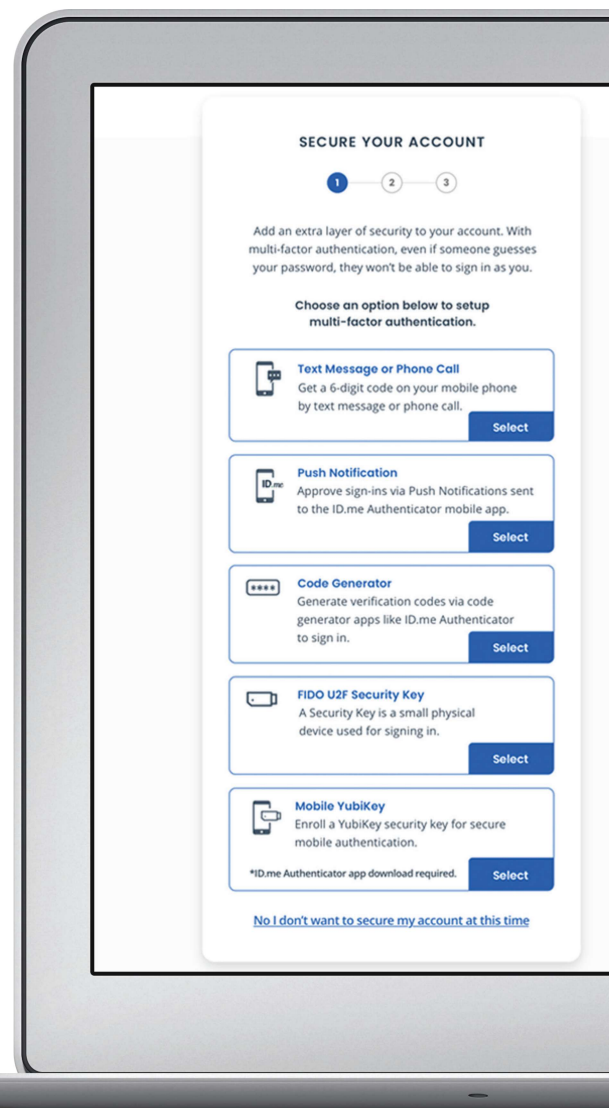 SECURE YOUR ACCOUNT
1 2 3
Add an extra layer of security to your account. With
multi-factor authentication, even if someone guesses
your password, they won't be able to sign in as you.
Choose an option below to setup
multi-factor authentication.
Text Message or Phone Call
Get a 6-digit code on your mobile phone
by text message or phone call.
Select
ID.me
Push Notification
Approve sign-ins via Push Notifications sent
to the ID.me Authenticator mobile app.
Select
****
Code Generator
Generate verification codes via code
generator apps like ID.me Authenticator
to sign in.
Select
FIDO U2F Security Key
A Security Key is a small physical
device used for signing in.
Select
Mobile YubiKey
Enroll a YubiKey security key for secure
mobile authentication.
*ID.me Authenticator app download required.
Select
No I don't want to secure my account at this time